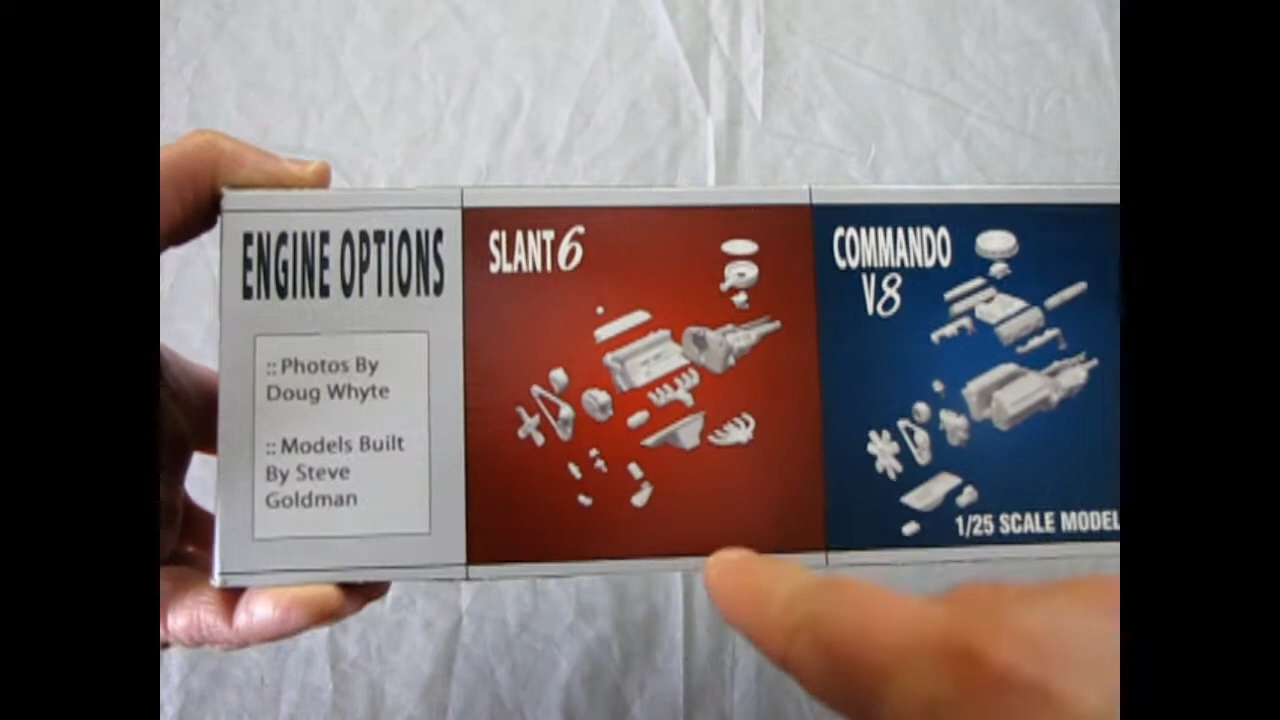 ENGINE OPTIONS
:: Photos By
Doug Whyte
:: Models Built
By Steve
Goldman
SLANT 6
COMMANDO
V8
1/25 SCALE MODEL